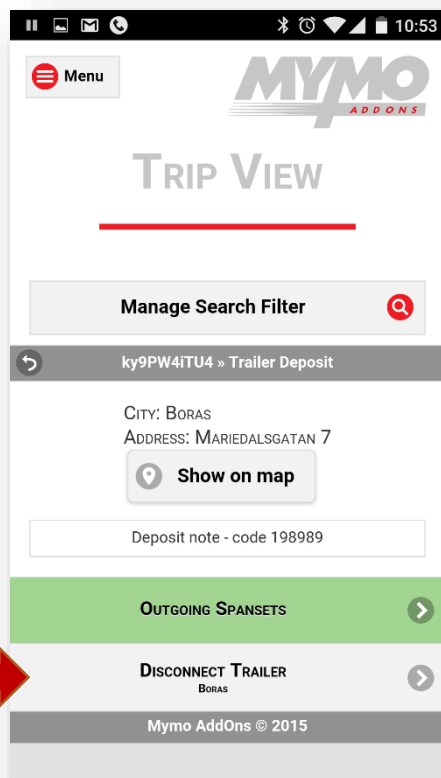 10:53
Menu
MYMO
ADDONS
Trip View
Manage Search Filter
ky9PW4iTU4 » Trailer Deposit
City: Boras
Address: Mariedalsgatan 7
Show on map
Deposit note - code 198989
Outgoing Spansets
Disconnect Trailer
Boras
Mymo AddOns © 2015